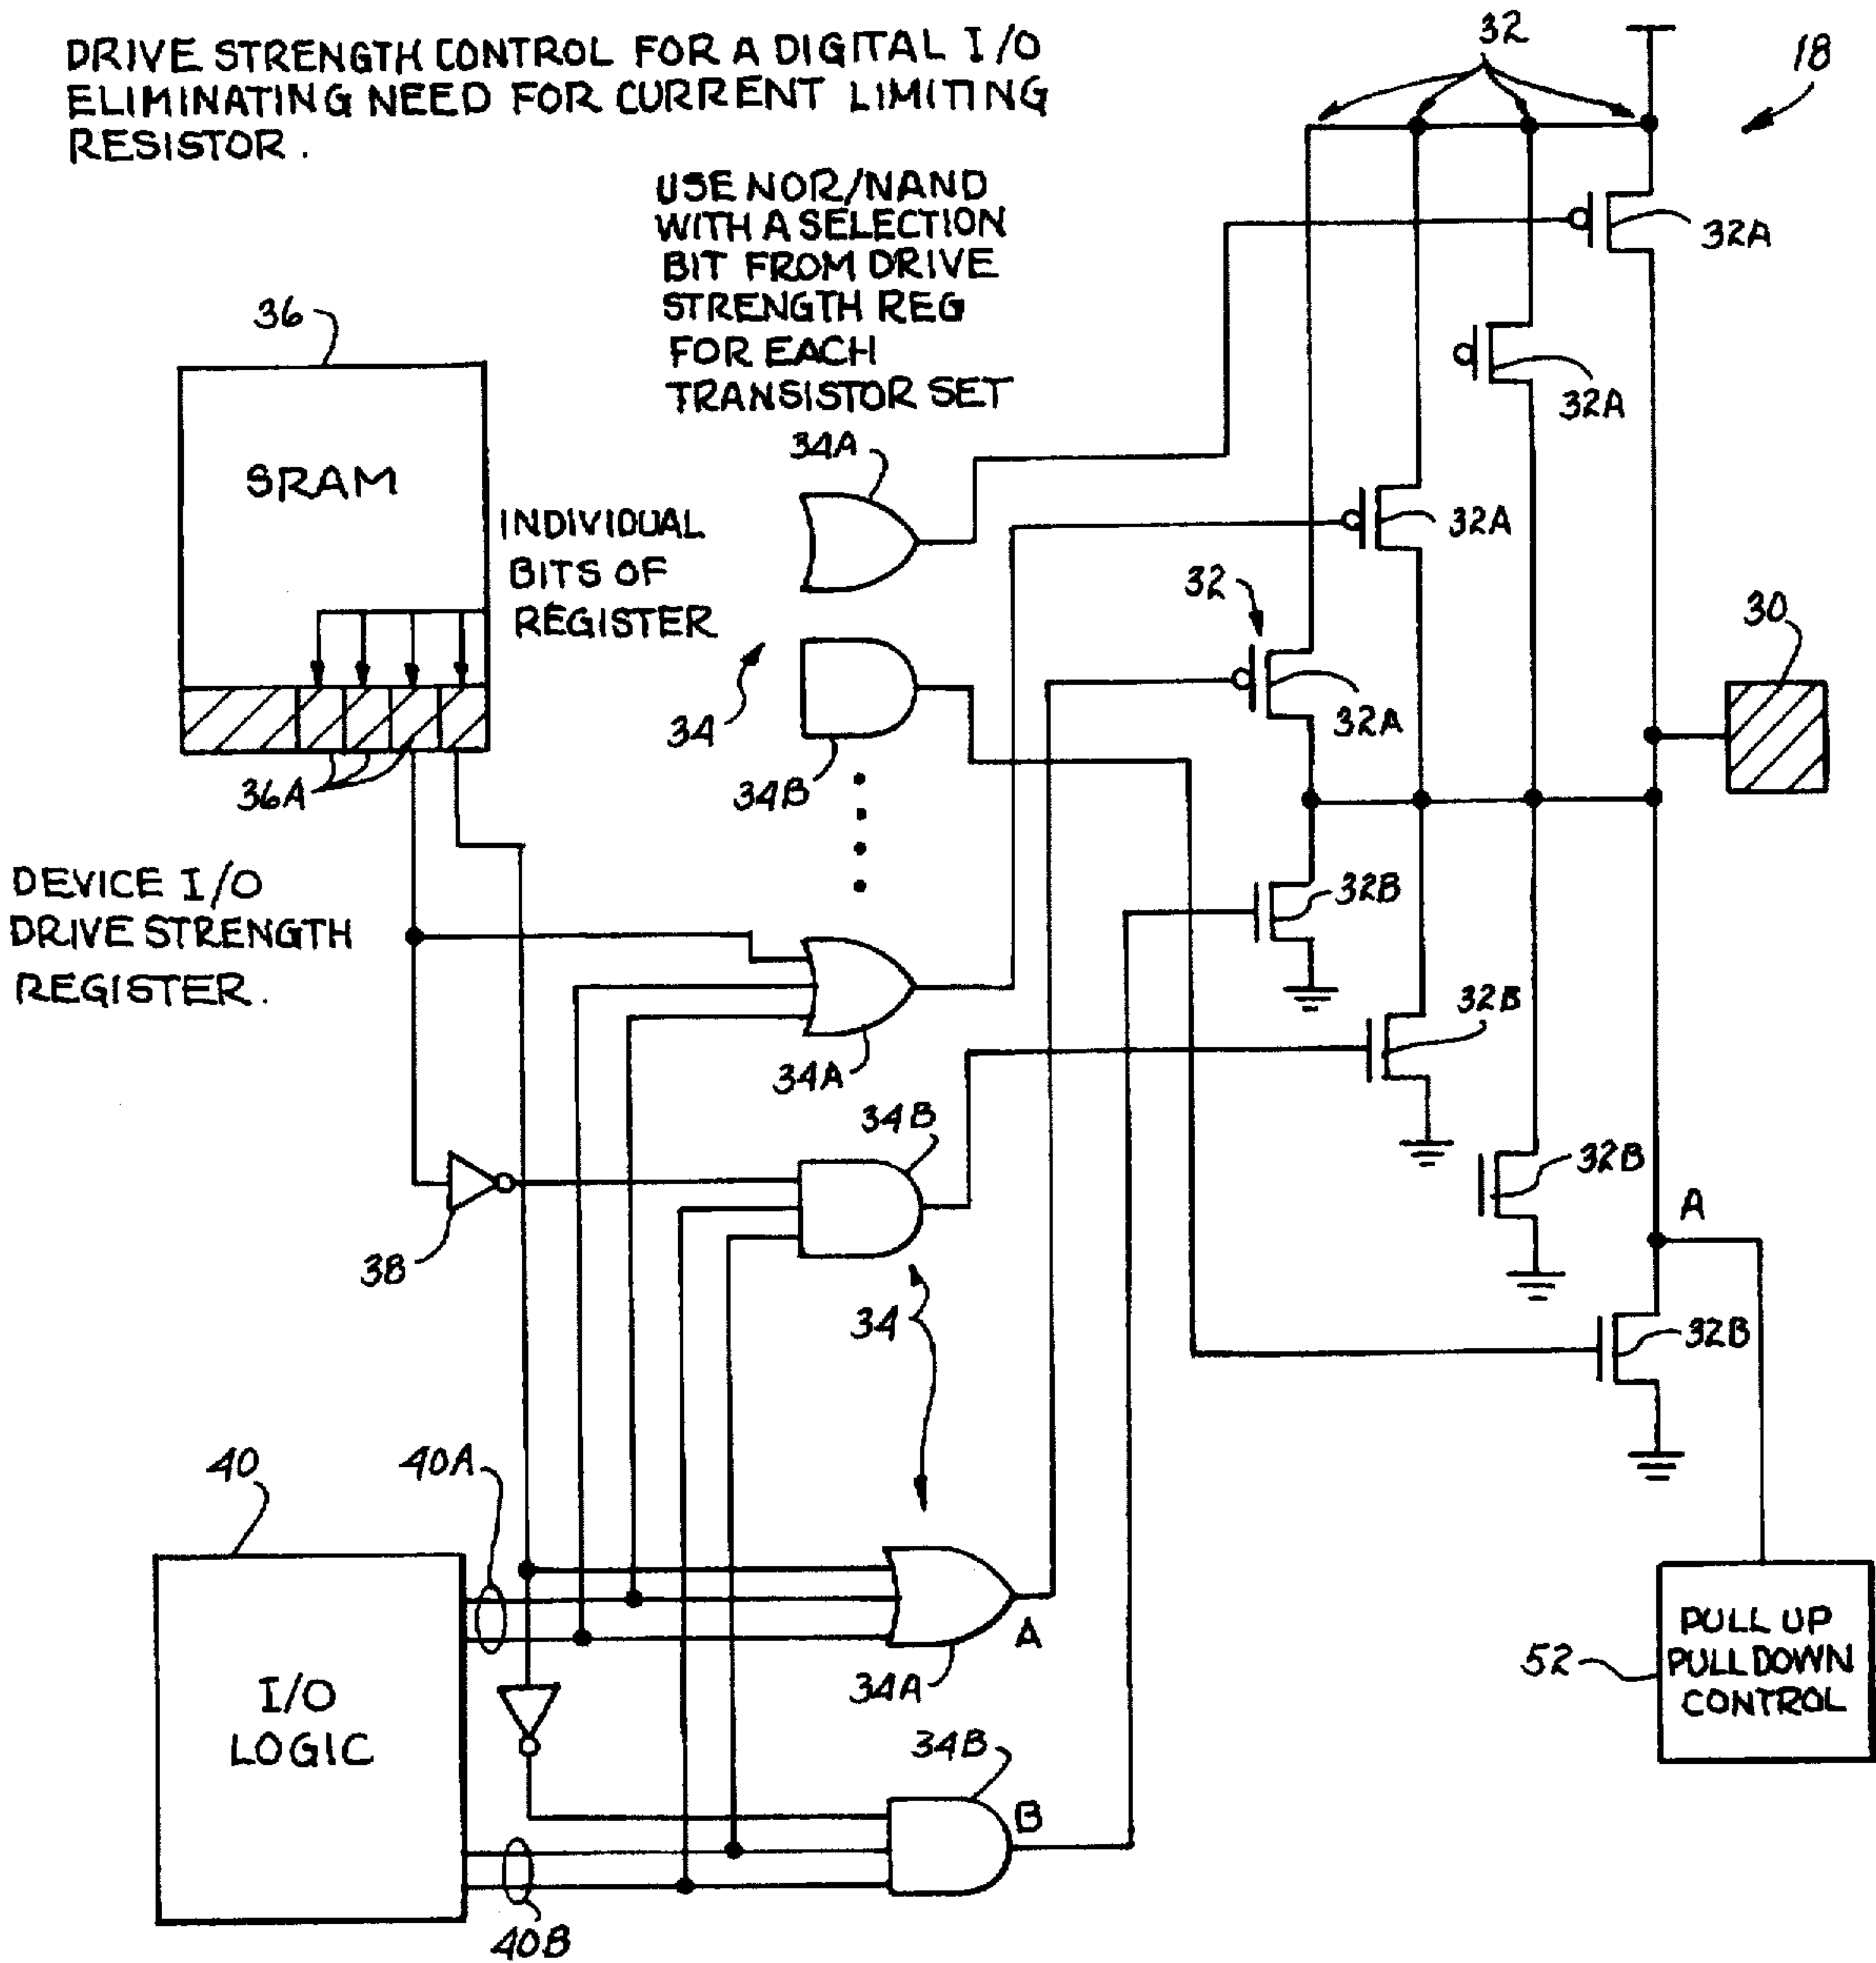 DRIVE STRENGTH CONTROL FOR A DIGITAL I/O
ELIMINATING NEED FOR CURRENT LIMITING
RESISTOR.
32
18
USE NOR/NAND
WITH A SELECTION
BIT FROM DRIVE
STRENGTH REG
FOR EACH
TRANSISTOR SET
32A
36
32A
34A
SRAM
INDIVIDUAL
BITS OF
REGISTER
32A
32
30
34
32A
36A
34B
DEVICE I/O
DRIVE STRENGTH
REGISTER.
32B
32B
34A
34B
32B
A
38
34
32B
40
40A
A
34A
I/O
LOGIC
PULL UP
PULL DOWN
CONTROL
52
34B
B
40B